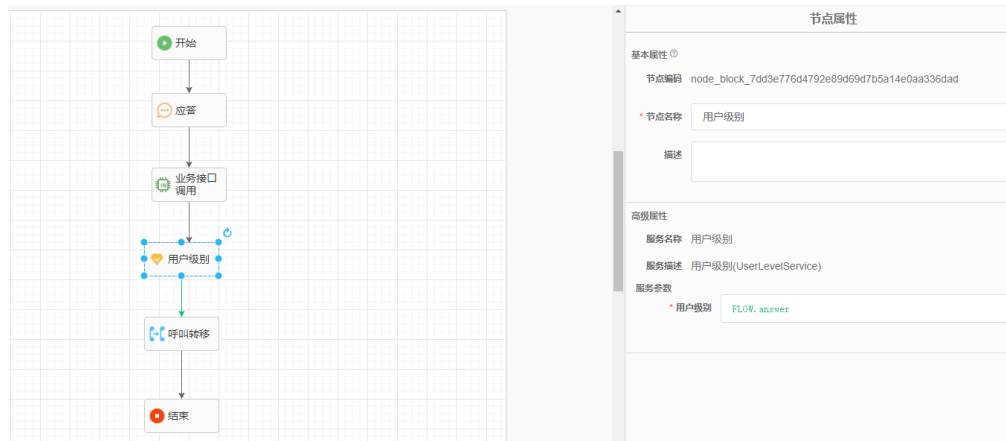 开始
应答
业务接口
调用
用户级别
呼叫转移
结束
节点属性
基本属性
节点编码 node_block_7dd3e776d4792e89d69d7b5a14e0aa336dad
* 节点名称 用户级别
描述
高级属性
服务名称 用户级别
服务描述 用户级别(UserLevelService)
服务参数
* 用户级别 FLOW.answer